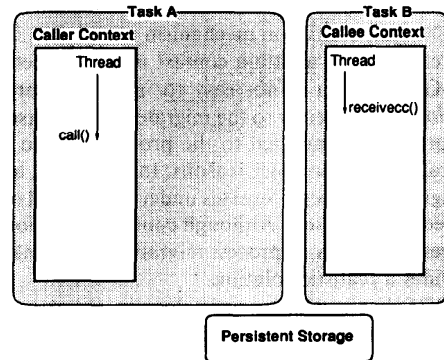 Task A
Task B
Caller Context
Callee Context
Thread
Thread
receivecc()
call()
Persistent Storage